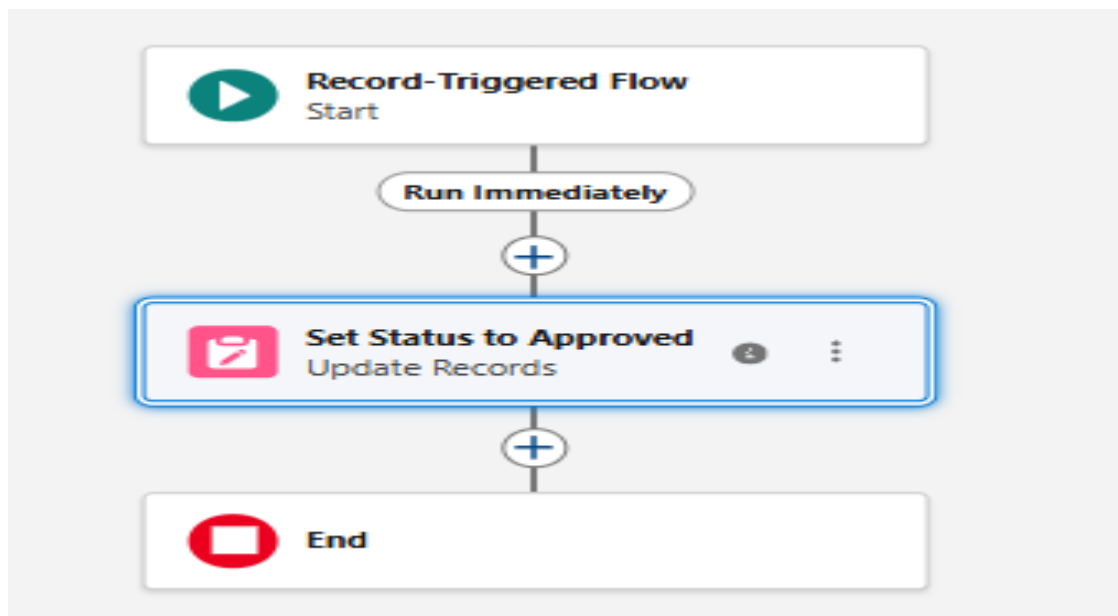 Record-Triggered Flow
Start
Run Immediately
Set Status to Approved
Update Records
End